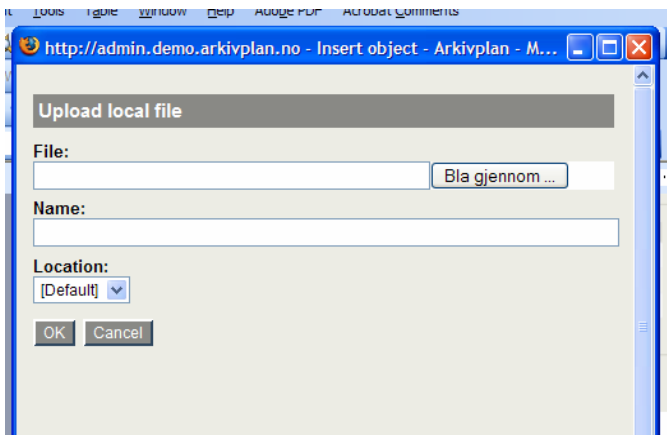 Tools Table Window Help Adobe PDF Acrobat Comments
http://admin.demo.arkivplan.no - Insert object - Arkivplan - M...
Upload local file
File:
Bla gjennom ...
Name:
Location:
[Default]
OK Cancel